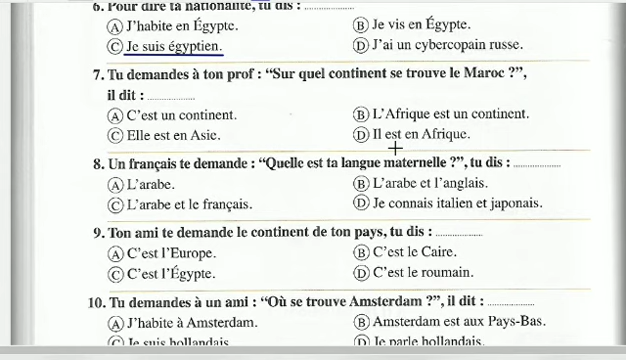 6. Pour dire ta nationalité, tu dis : ..................
Ⓐ J'habite en Égypte.
Ⓑ Je vis en Égypte.
Ⓒ Je suis égyptien.
Ⓓ J'ai un cybercopain russe.
7. Tu demandes à ton prof : “Sur quel continent se trouve le Maroc ?”,
il dit : ..................
Ⓐ C'est un continent.
Ⓑ L'Afrique est un continent.
Ⓒ Elle est en Asie.
Ⓓ Il est en Afrique.
8. Un français te demande : “Quelle est ta langue maternelle ?”, tu dis : ..................
Ⓐ L'arabe.
Ⓑ L'arabe et l'anglais.
Ⓒ L'arabe et le français.
Ⓓ Je connais italien et japonais.
9. Ton ami te demande le continent de ton pays, tu dis : ..................
Ⓐ C'est l'Europe.
Ⓑ C'est le Caire.
Ⓒ C'est l'Égypte.
Ⓓ C'est le roumain.
10. Tu demandes à un ami : “Où se trouve Amsterdam ?”, il dit : ..................
Ⓐ J'habite à Amsterdam.
Ⓑ Amsterdam est aux Pays-Bas.
Ⓒ Je suis hollandais
Ⓓ Je parle hollandais.